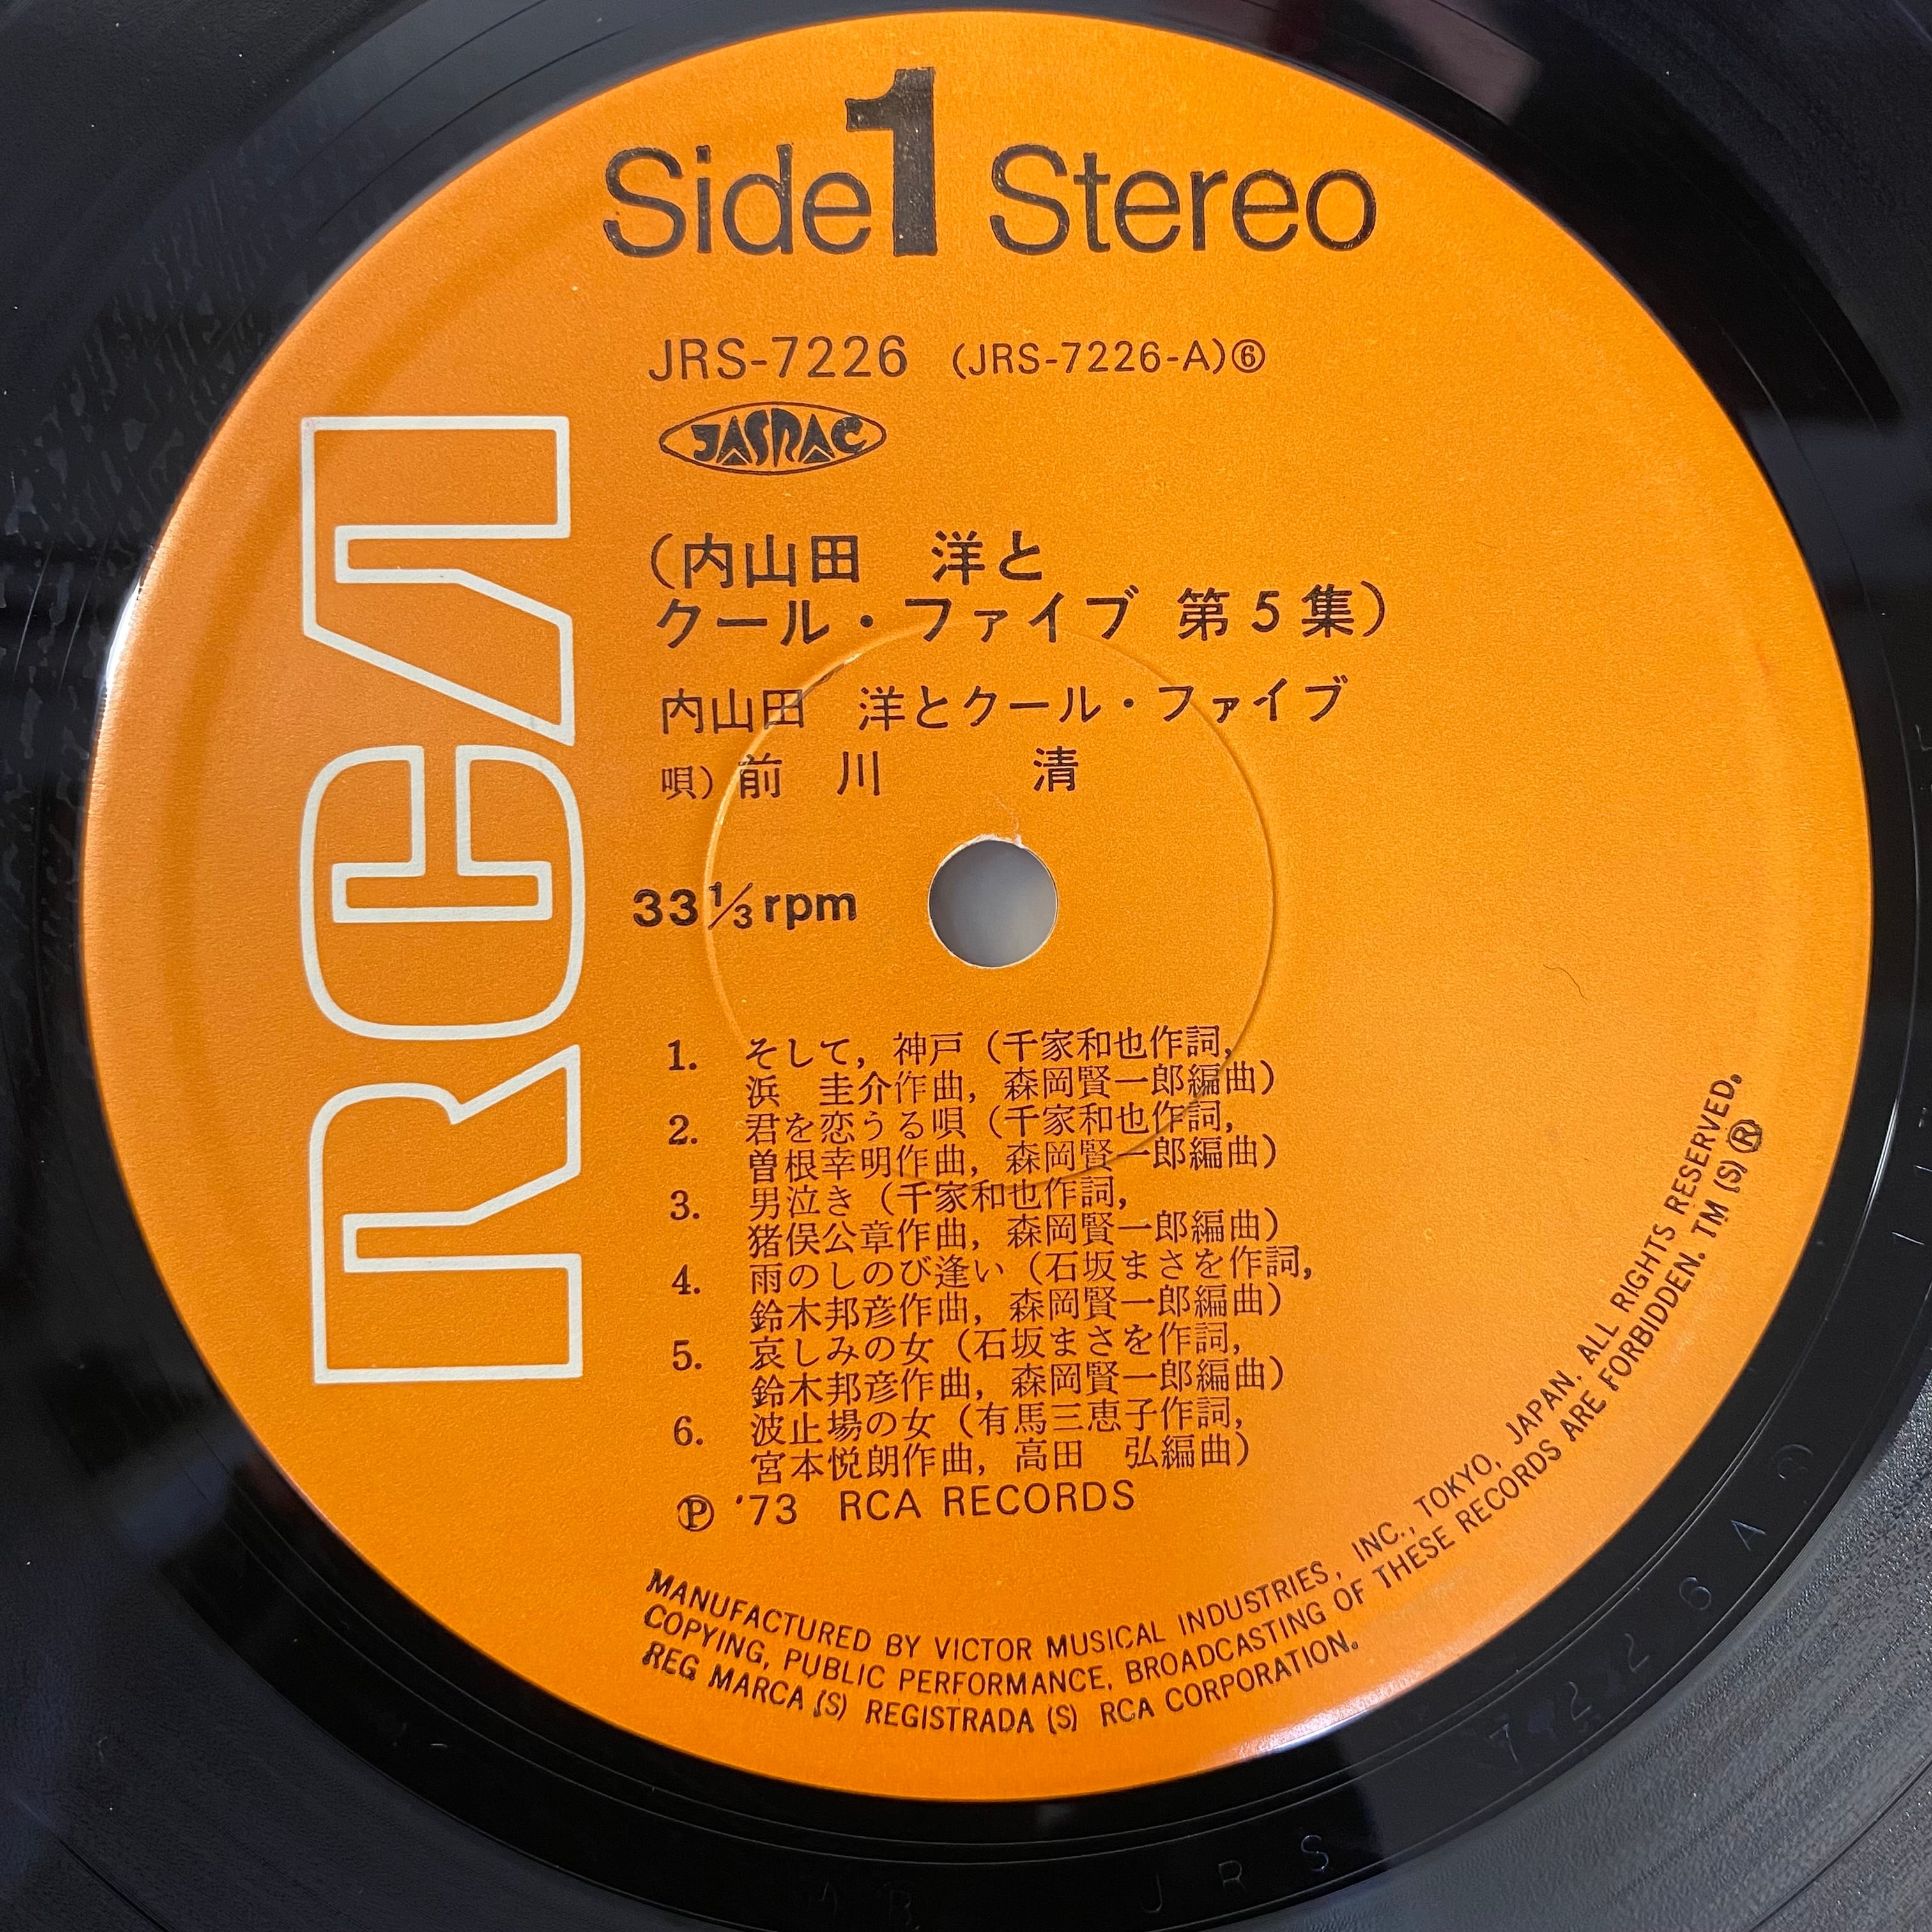 Side 1 Stereo
JRS-7226 (JRS-7226-A)⑥
JASRAC
RCA
(内山田 洋と
クール・ファイブ 第5集)
内山田 洋とクール・ファイブ
唄) 前川 清
33 1/3 rpm
1. そして, 神戸 (千家和也作詞,
浜 圭介作曲, 森岡賢一郎編曲)
2. 君を恋うる唄 (千家和也作詞,
曽根幸明作曲, 森岡賢一郎編曲)
3. 男泣き (千家和也作詞,
猪俣公章作曲, 森岡賢一郎編曲)
4. 雨のしのび逢い (石坂まさを作詞,
鈴木邦彦作曲, 森岡賢一郎編曲)
5. 哀しみの女 (石坂まさを作詞,
鈴木邦彦作曲, 森岡賢一郎編曲)
6. 波止場の女 (有馬三恵子作詞,
宮本悦朗作曲, 高田 弘編曲)
Ⓟ '73 RCA RECORDS
MANUFACTURED BY VICTOR MUSICAL INDUSTRIES, INC., TOKYO, JAPAN. ALL RIGHTS RESERVED.
COPYING, PUBLIC PERFORMANCE, BROADCASTING OF THESE RECORDS ARE FORBIDDEN. TM (S) ®
REG MARCA (S) REGISTRADA (S) RCA CORPORATION.
JRS 7226 A